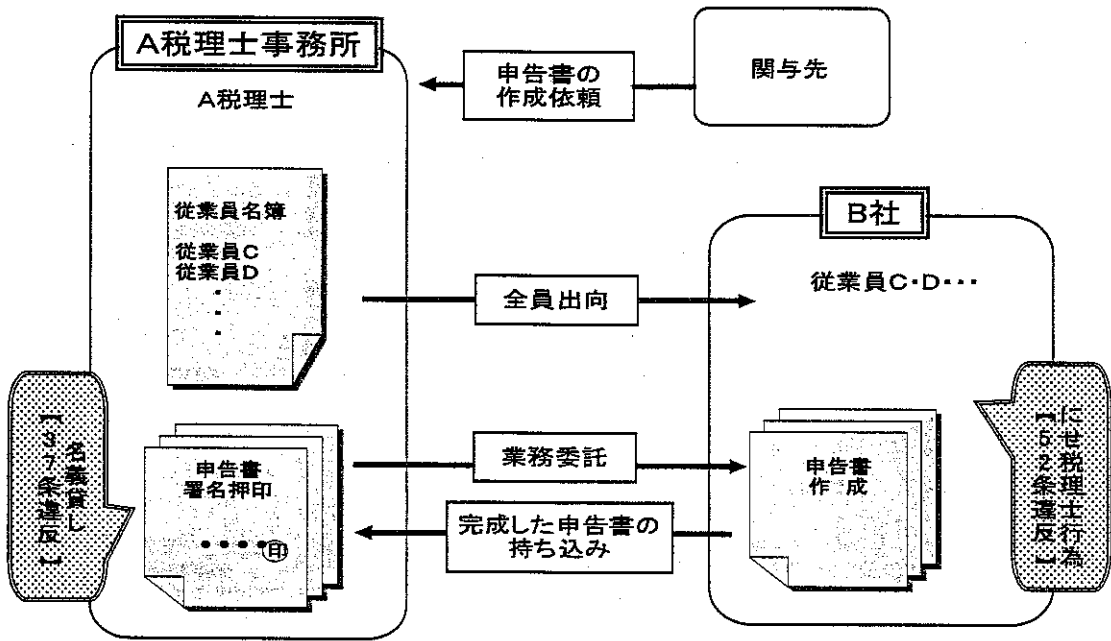 A税理士事務所
A税理士
申告書の
作成依頼
関与先
従業員名簿
従業員C
従業員D
・
・
・
全員出向
B社
従業員C・D・・・
名義貸し
【37条違反】
申告書
署名押印
・・・・印
業務委託
完成した申告書の
持ち込み
申告書
作成
にせ税理士行為
【52条違反】